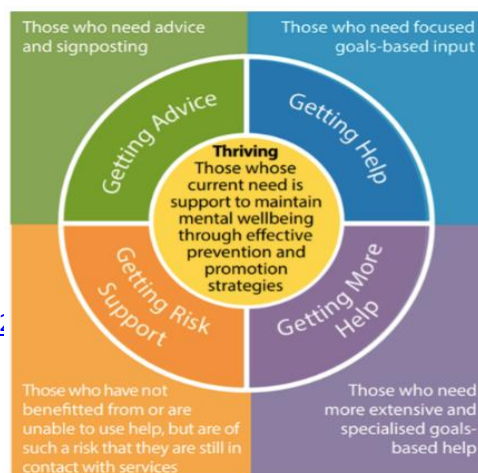 Those who need advice
and signposting
Those who need focused
goals-based input
Getting Advice
Getting Help
Thriving
Those whose
current need is
support to maintain
mental wellbeing
through effective
prevention and
promotion
strategies
Getting Risk
Support
Getting More
Help
Those who have not
benefitted from or are
unable to use help, but are of
such a risk that they are still in
contact with services
Those who need
more extensive and
specialised goals-
based help